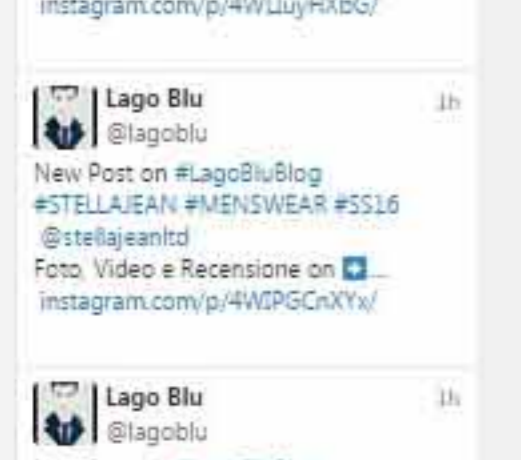 Lago Blu 1h
@lagoblu
New Post on #LagoBluBlog
#STELLAJEAN #MENSWEAR #SS16
@stellajeanltd
Foto, Video e Recensione on ➡...
instagram.com/p/4WIPGCnXYx/
Lago Blu 1h
@lagoblu